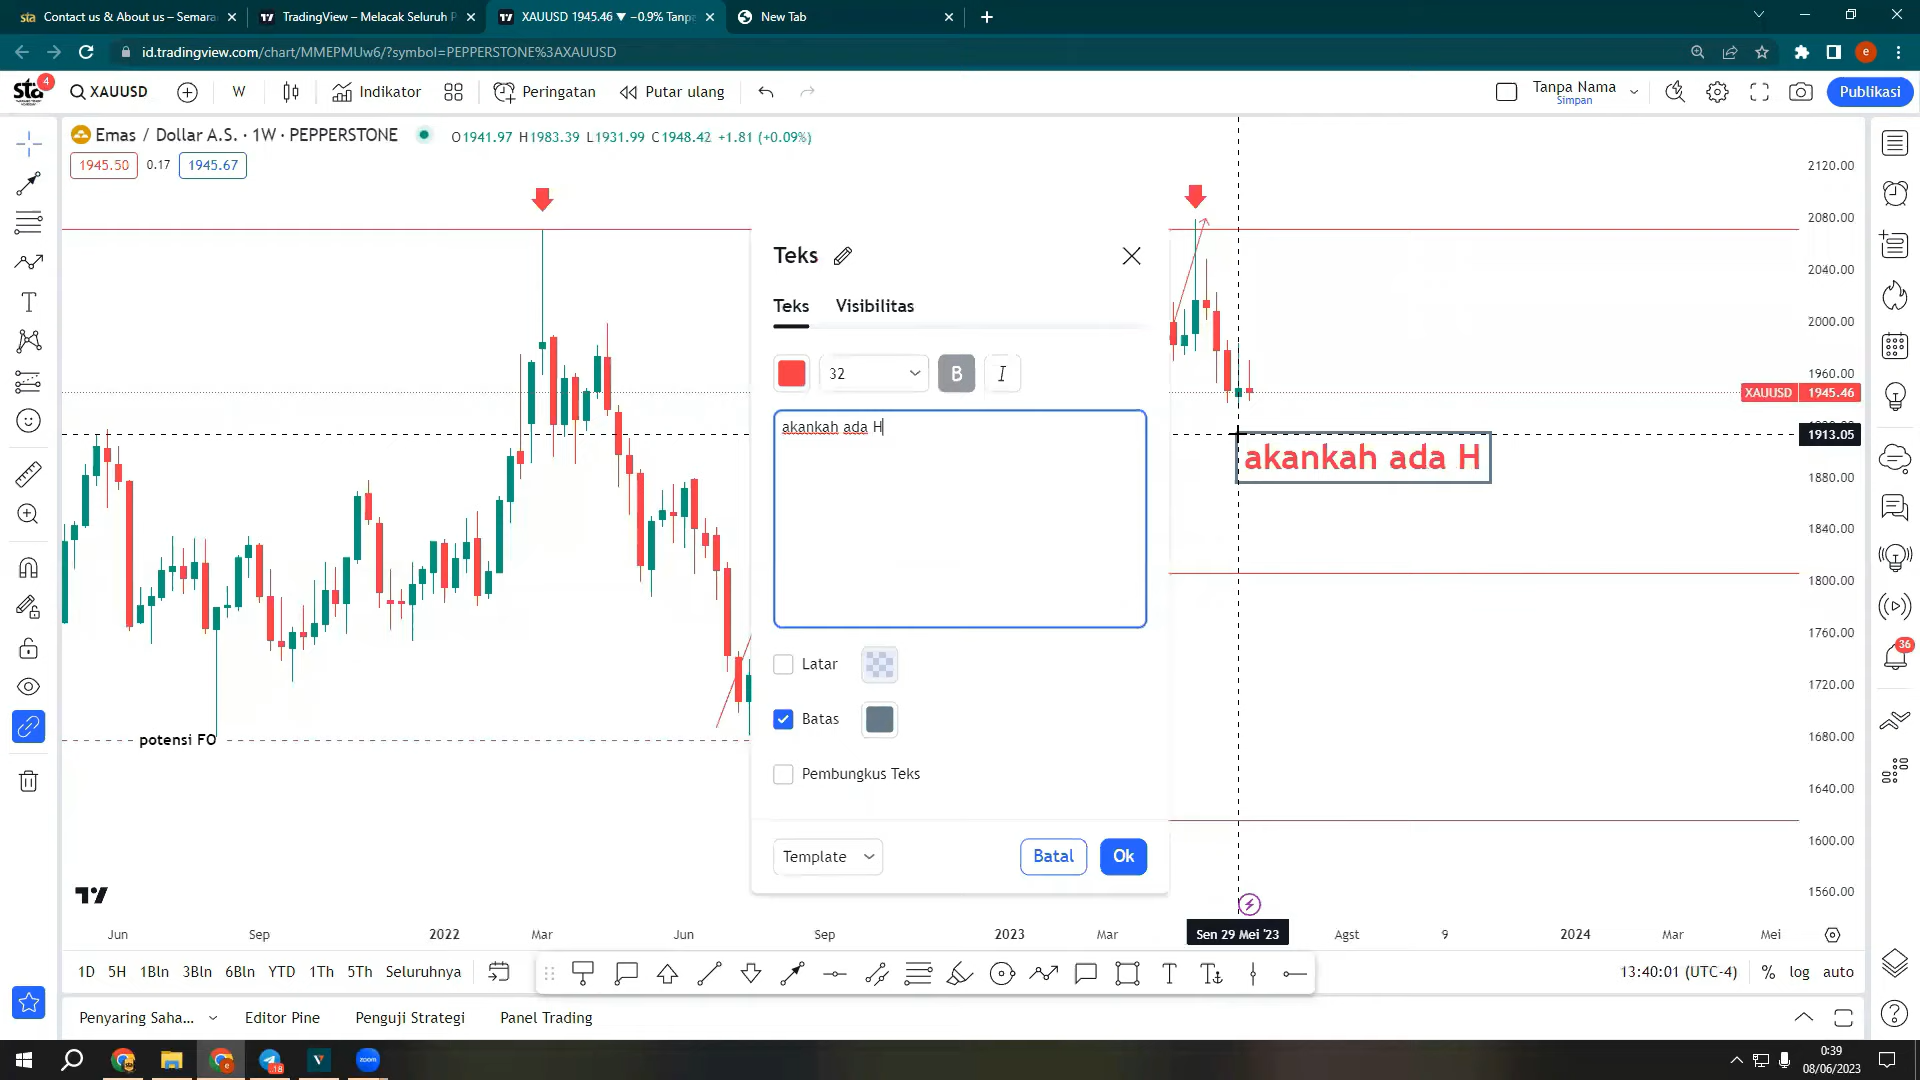 Contact us & About us – Semara
TradingView – Melacak Seluruh P
XAUUSD 1945.46 ▼ −0.9% Tanpa
New Tab
id.tradingview.com/chart/MMEPMUw6/?symbol=PEPPERSTONE%3AXAUUSD
e
sta 4
XAUUSD
W
Indikator
Peringatan
Putar ulang
Tanpa Nama
Simpan
Publikasi
Emas / Dollar A.S. · 1W · PEPPERSTONE
O1941.97 H1983.39 L1931.99 C1948.42 +1.81 (+0.09%)
1945.50 0.17 1945.67
2120.00
2080.00
2040.00
2000.00
1960.00
XAUUSD 1945.46
1913.05
1880.00
1840.00
1800.00
1760.00
1720.00
1680.00
1640.00
1600.00
1560.00
Teks
Teks Visibilitas
32 B I
akankah ada H
akankah ada H
Latar
Batas
Pembungkus Teks
Template
Batal
Ok
potensi FO
36
Jun Sep 2022 Mar Jun Sep 2023 Mar Sen 29 Mei '23 Agst 9 2024 Mar Mei
1D 5H 1Bln 3Bln 6Bln YTD 1Th 5Th Seluruhnya
13:40:01 (UTC-4) % log auto
Penyaring Saha... Editor Pine Penguji Strategi Panel Trading
18
zoom
0:39
08/06/2023